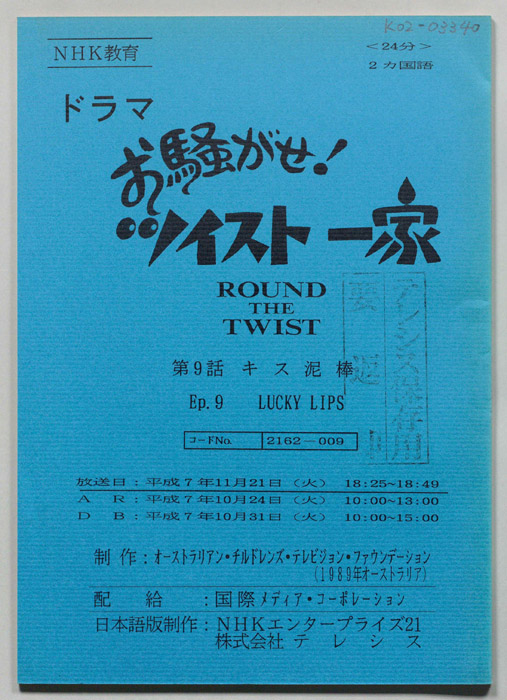 K02-03340
NHK教育
<24分>
2カ国語
ドラマ
お騒がせ!
ツイスト一家
ROUND
THE
TWIST
テレシス保存用
要返
第9話 キス泥棒
Ep.9 LUCKY LIPS
コードNo. 2162-009
放送日:平成7年11月21日(火) 18:25~18:49
AR:平成7年10月24日(火) 10:00~13:00
DB:平成7年10月31日(火) 10:00~15:00
制作:オーストラリアン・チルドレンズ・テレビジョン・ファウンデーション
(1989年オーストラリア)
配給:国際メディア・コーポレーション
日本語版制作:NHKエンタープライズ21
株式会社テレシス